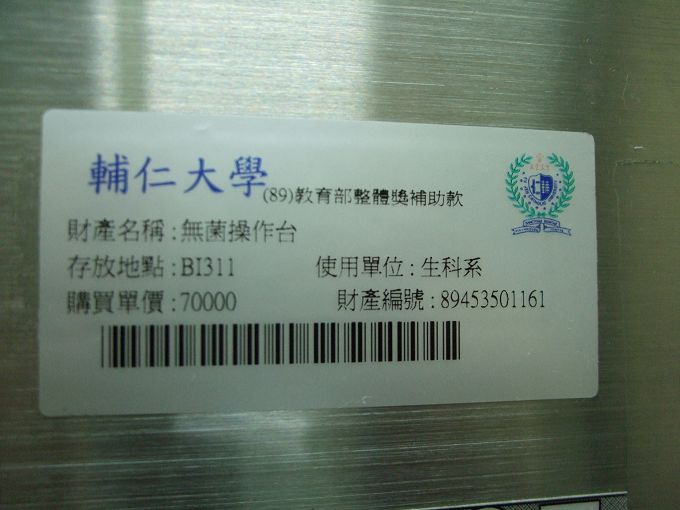 輔仁大學 (89)教育部整體獎補助款
財產名稱:無菌操作台
存放地點:BI311 使用單位:生科系
購買單價:70000 財產編號:89453501161